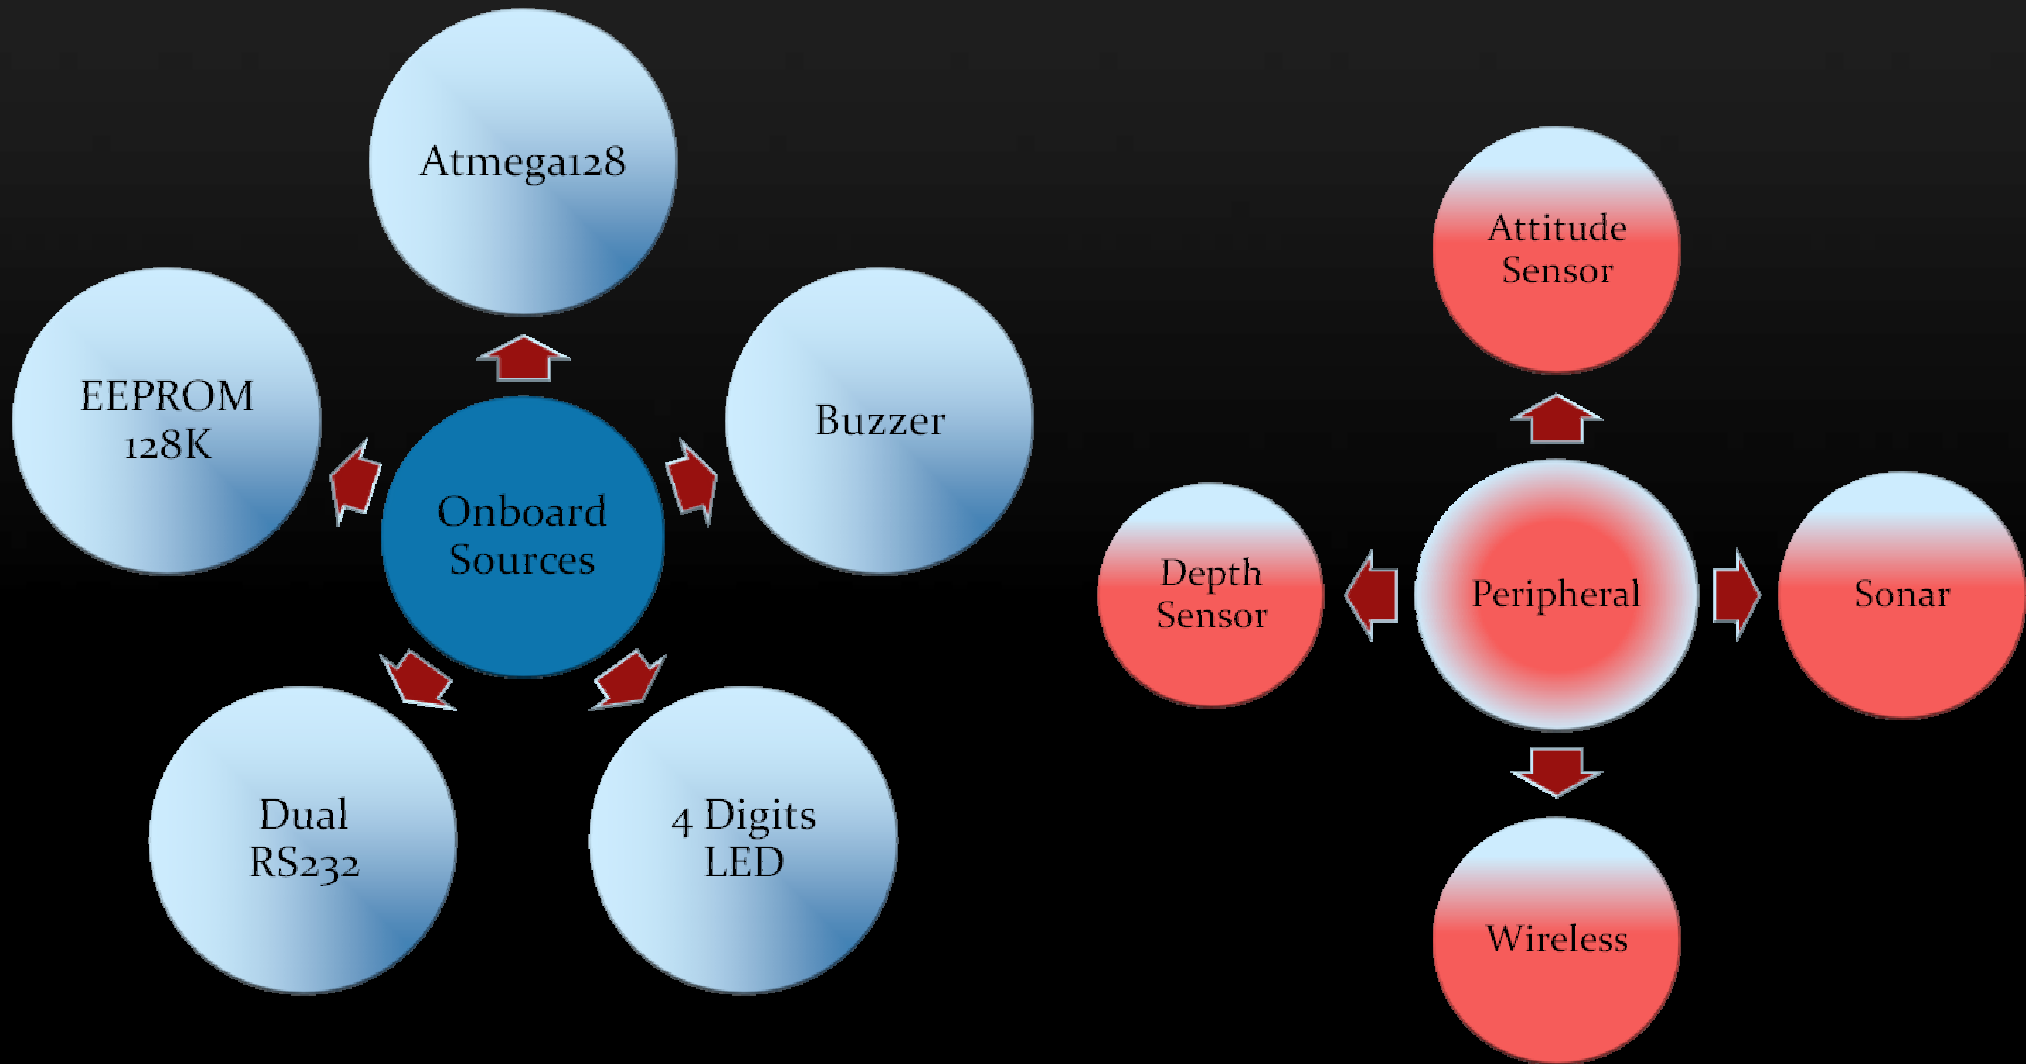 Atmega128
EEPROM
128K
Buzzer
Onboard
Sources
Dual
RS232
4 Digits
LED
Attitude
Sensor
Depth
Sensor
Peripheral
Sonar
Wireless